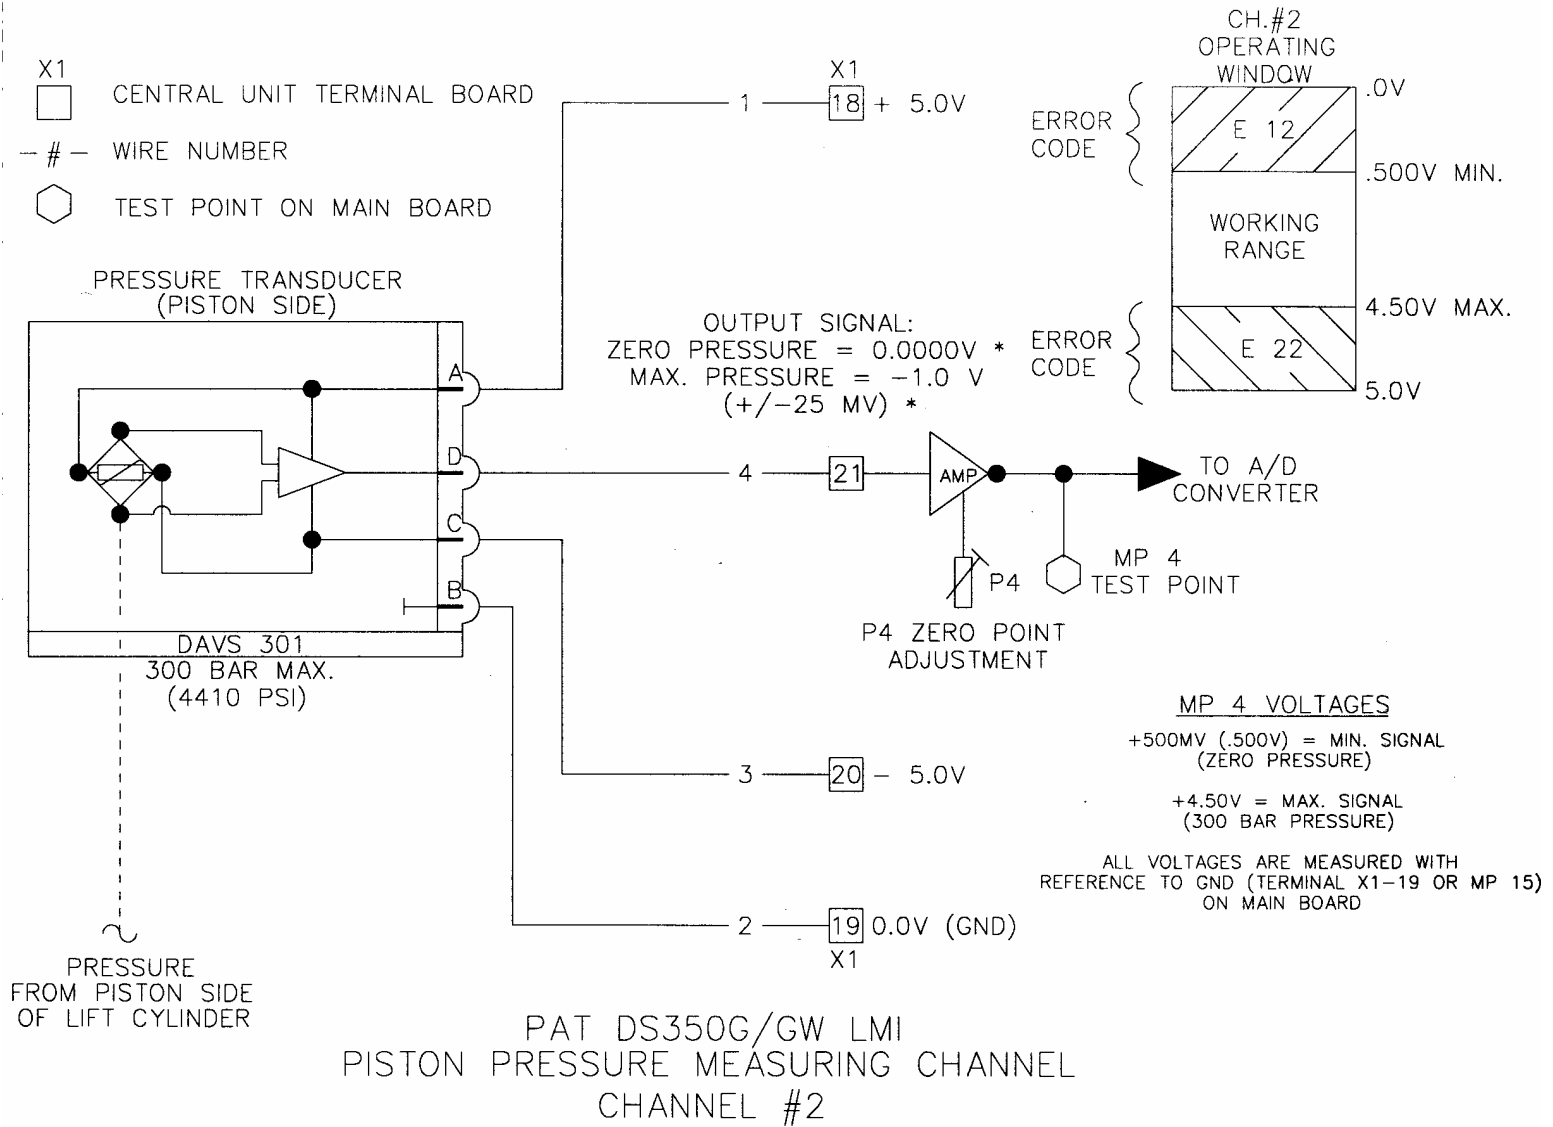 X1
CENTRAL UNIT TERMINAL BOARD
- # - WIRE NUMBER
TEST POINT ON MAIN BOARD
PRESSURE TRANSDUCER
(PISTON SIDE)
A
D
C
B
DAVS 301
300 BAR MAX.
(4410 PSI)
PRESSURE
FROM PISTON SIDE
OF LIFT CYLINDER
1
X1
18 + 5.0V
OUTPUT SIGNAL:
ZERO PRESSURE = 0.0000V *
MAX. PRESSURE = -1.0 V
(+/-25 MV) *
4
21
AMP
TO A/D
CONVERTER
P4
P4 ZERO POINT
ADJUSTMENT
MP 4
TEST POINT
3
20 - 5.0V
2
19 0.0V (GND)
X1
CH.#2
OPERATING
WINDOW
.0V
ERROR
CODE
E 12
.500V MIN.
WORKING
RANGE
4.50V MAX.
ERROR
CODE
E 22
5.0V
MP 4 VOLTAGES
+500MV (.500V) = MIN. SIGNAL
(ZERO PRESSURE)
+4.50V = MAX. SIGNAL
(300 BAR PRESSURE)
ALL VOLTAGES ARE MEASURED WITH
REFERENCE TO GND (TERMINAL X1-19 OR MP 15)
ON MAIN BOARD
PAT DS350G/GW LMI
PISTON PRESSURE MEASURING CHANNEL
CHANNEL #2